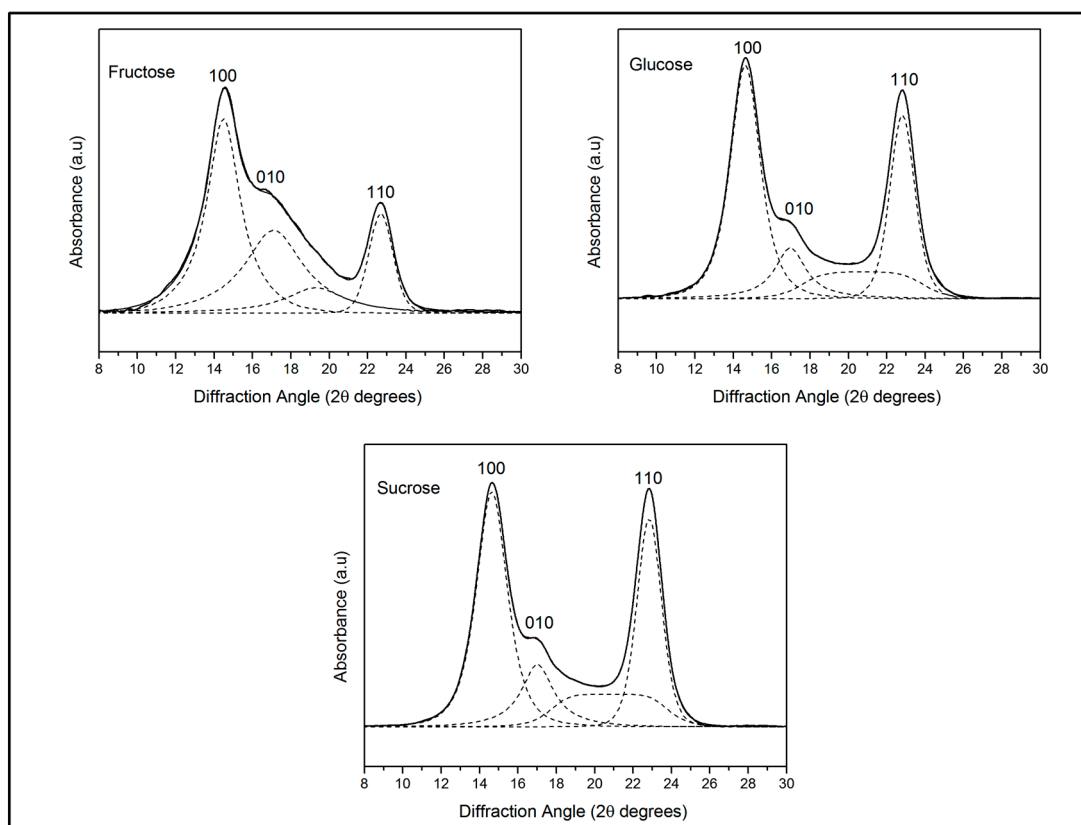 Fructose
100
010
110
Absorbance (a.u)
8 10 12 14 16 18 20 22 24 26 28 30
Diffraction Angle (2θ degrees)
Glucose
100
010
110
Absorbance (a.u)
8 10 12 14 16 18 20 22 24 26 28 30
Diffraction Angle (2θ degrees)
Sucrose
100
010
110
Absorbance (a.u)
8 10 12 14 16 18 20 22 24 26 28 30
Diffraction Angle (2θ degrees)